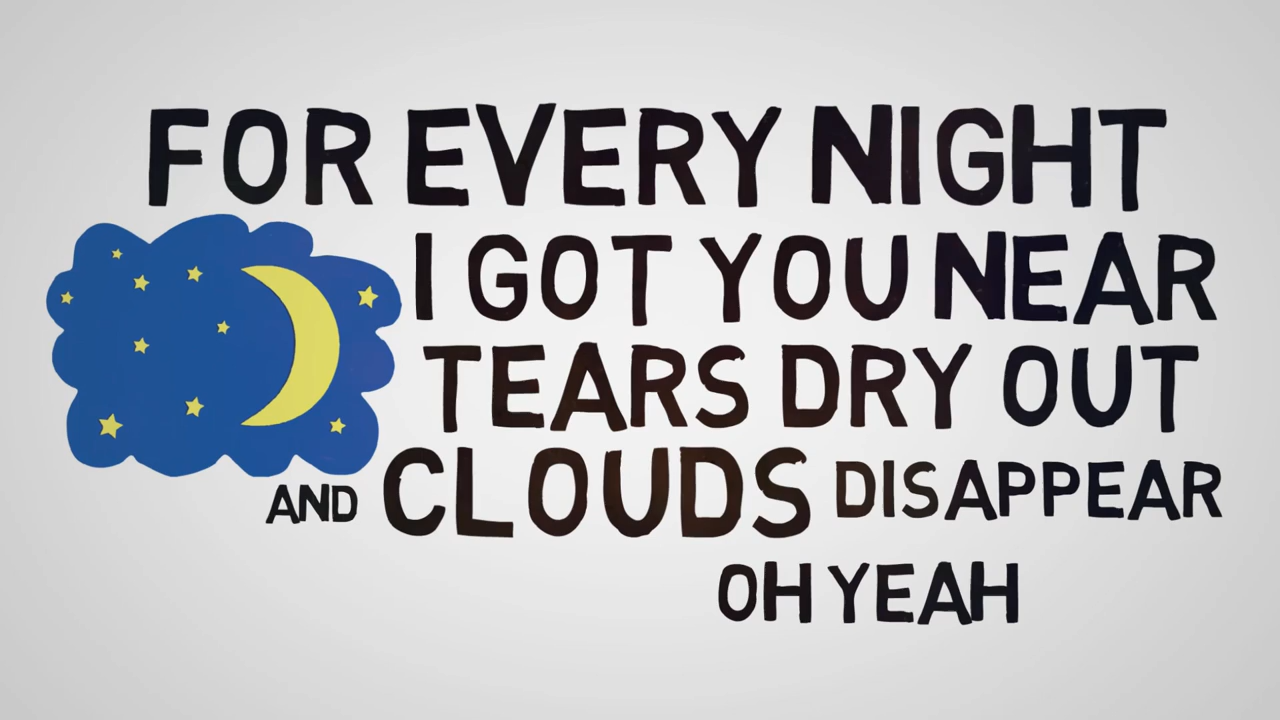 FOR EVERY NIGHT
I GOT YOU NEAR
TEARS DRY OUT
AND CLOUDS DISAPPEAR
OH YEAH